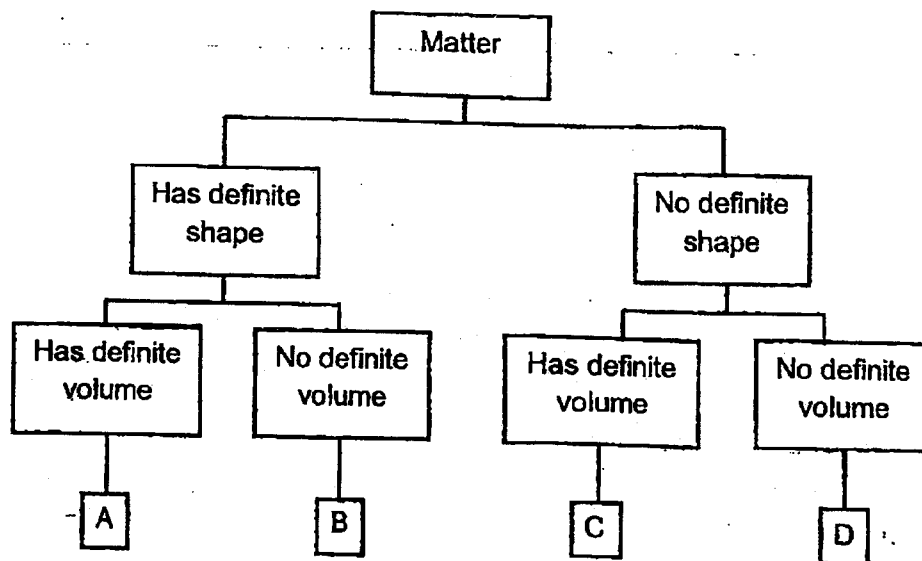 Matter
Has definite
shape
No definite
shape
Has definite
volume
No definite
volume
Has definite
volume
No definite
volume
A
B
C
D